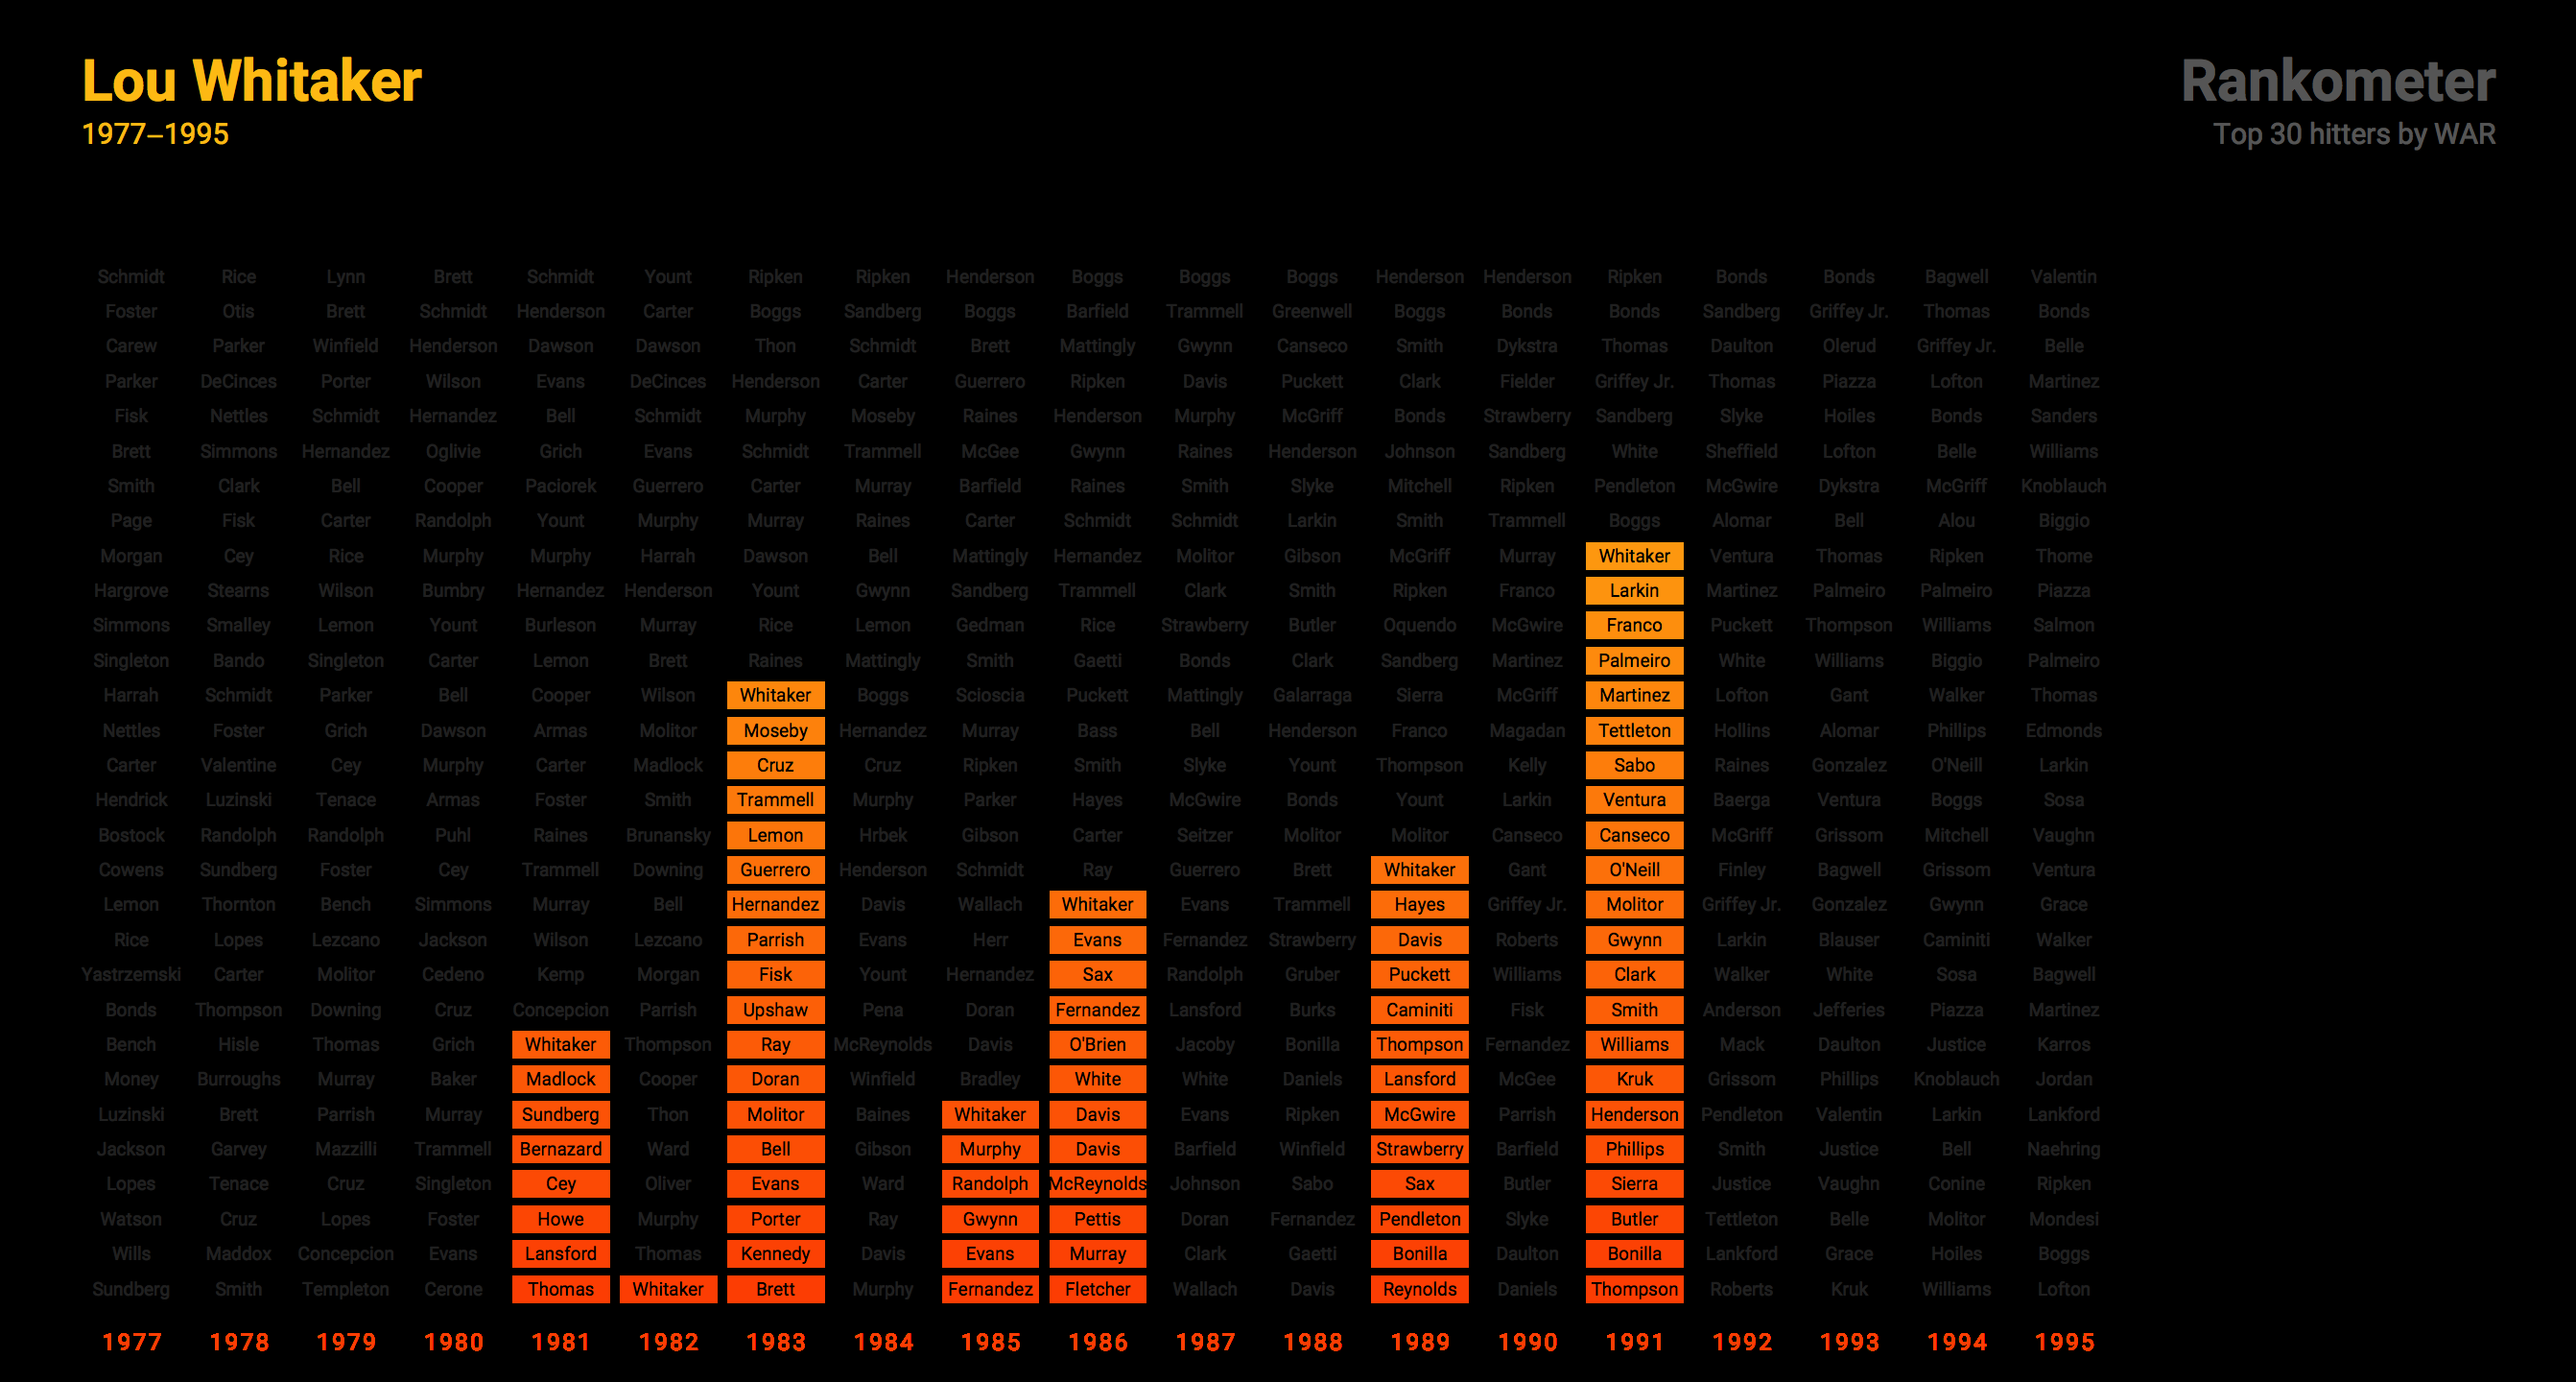 Lou Whitaker
1977–1995
Rankometer
Top 30 hitters by WAR
Schmidt Rice Lynn Brett Schmidt Yount Ripken Ripken Henderson Boggs Boggs Boggs Henderson Henderson Ripken Bonds Bonds Bagwell Valentin
Foster Otis Brett Schmidt Henderson Carter Boggs Sandberg Boggs Barfield Trammell Greenwell Boggs Bonds Bonds Sandberg Griffey Jr. Thomas Bonds
Carew Parker Winfield Henderson Dawson Dawson Thon Schmidt Brett Mattingly Gwynn Canseco Smith Dykstra Thomas Daulton Olerud Griffey Jr. Belle
Parker DeCinces Porter Wilson Evans DeCinces Henderson Carter Guerrero Ripken Davis Puckett Clark Fielder Griffey Jr. Thomas Piazza Lofton Martinez
Fisk Nettles Schmidt Hernandez Bell Schmidt Murphy Moseby Raines Henderson Murphy McGriff Bonds Strawberry Sandberg Slyke Hoiles Bonds Sanders
Brett Simmons Hernandez Oglivie Grich Evans Schmidt Trammell McGee Gwynn Raines Henderson Johnson Sandberg White Sheffield Lofton Belle Williams
Smith Clark Bell Cooper Paciorek Guerrero Carter Murray Barfield Raines Smith Slyke Mitchell Ripken Pendleton McGwire Dykstra McGriff Knoblauch
Page Fisk Carter Randolph Yount Murphy Murray Raines Carter Schmidt Schmidt Larkin Smith Trammell Boggs Alomar Bell Alou Biggio
Morgan Cey Rice Murphy Murphy Harrah Dawson Bell Mattingly Hernandez Molitor Gibson McGriff Murray Whitaker Ventura Thomas Ripken Thome
Hargrove Stearns Wilson Bumbry Hernandez Henderson Yount Gwynn Sandberg Trammell Clark Smith Ripken Franco Larkin Martinez Palmeiro Palmeiro Piazza
Simmons Smalley Lemon Yount Burleson Murray Rice Lemon Gedman Rice Strawberry Butler Oquendo McGwire Franco Puckett Thompson Williams Salmon
Singleton Bando Singleton Carter Lemon Brett Raines Mattingly Smith Gaetti Bonds Clark Sandberg Martinez Palmeiro White Williams Biggio Palmeiro
Harrah Schmidt Parker Bell Cooper Wilson Whitaker Boggs Scioscia Puckett Mattingly Galarraga Sierra McGriff Martinez Lofton Gant Walker Thomas
Nettles Foster Grich Dawson Armas Molitor Moseby Hernandez Murray Bass Bell Henderson Franco Magadan Tettleton Hollins Alomar Phillips Edmonds
Carter Valentine Cey Murphy Carter Madlock Cruz Cruz Ripken Smith Slyke Yount Thompson Kelly Sabo Raines Gonzalez O'Neill Larkin
Hendrick Luzinski Tenace Armas Foster Smith Trammell Murphy Parker Hayes McGwire Bonds Yount Larkin Ventura Baerga Ventura Boggs Sosa
Bostock Randolph Randolph Puhl Raines Brunansky Lemon Hrbek Gibson Carter Seitzer Molitor Molitor Canseco Canseco McGriff Grissom Mitchell Vaughn
Cowens Sundberg Foster Cey Trammell Downing Guerrero Henderson Schmidt Ray Guerrero Brett Whitaker Gant O'Neill Finley Bagwell Grissom Ventura
Lemon Thornton Bench Simmons Murray Bell Hernandez Davis Wallach Whitaker Evans Trammell Hayes Griffey Jr. Molitor Griffey Jr. Gonzalez Gwynn Grace
Rice Lopes Lezcano Jackson Wilson Lezcano Parrish Evans Herr Evans Fernandez Strawberry Davis Roberts Gwynn Larkin Blauser Caminiti Walker
Yastrzemski Carter Molitor Cedeno Kemp Morgan Fisk Yount Hernandez Sax Randolph Gruber Puckett Williams Clark Walker White Sosa Bagwell
Bonds Thompson Downing Cruz Concepcion Parrish Upshaw Pena Doran Fernandez Lansford Burks Caminiti Fisk Smith Anderson Jefferies Piazza Martinez
Bench Hisle Thomas Grich Whitaker Thompson Ray McReynolds Davis O'Brien Jacoby Bonilla Thompson Fernandez Williams Mack Daulton Justice Karros
Money Burroughs Murray Baker Madlock Cooper Doran Winfield Bradley White White Daniels Lansford McGee Kruk Grissom Phillips Knoblauch Jordan
Luzinski Brett Parrish Murray Sundberg Thon Molitor Baines Whitaker Davis Evans Ripken McGwire Parrish Henderson Pendleton Valentin Larkin Lankford
Jackson Garvey Mazzilli Trammell Bernazard Ward Bell Gibson Murphy Davis Barfield Winfield Strawberry Barfield Phillips Smith Justice Bell Naehring
Lopes Tenace Cruz Singleton Cey Oliver Evans Ward Randolph McReynolds Johnson Sabo Sax Butler Sierra Justice Vaughn Conine Ripken
Watson Cruz Lopes Foster Howe Murphy Porter Ray Gwynn Pettis Doran Fernandez Pendleton Slyke Butler Tettleton Belle Molitor Mondesi
Wills Maddox Concepcion Evans Lansford Thomas Kennedy Davis Evans Murray Clark Gaetti Bonilla Daulton Bonilla Lankford Grace Hoiles Boggs
Sundberg Smith Templeton Cerone Thomas Whitaker Brett Murphy Fernandez Fletcher Wallach Davis Reynolds Daniels Thompson Roberts Kruk Williams Lofton
1977 1978 1979 1980 1981 1982 1983 1984 1985 1986 1987 1988 1989 1990 1991 1992 1993 1994 1995